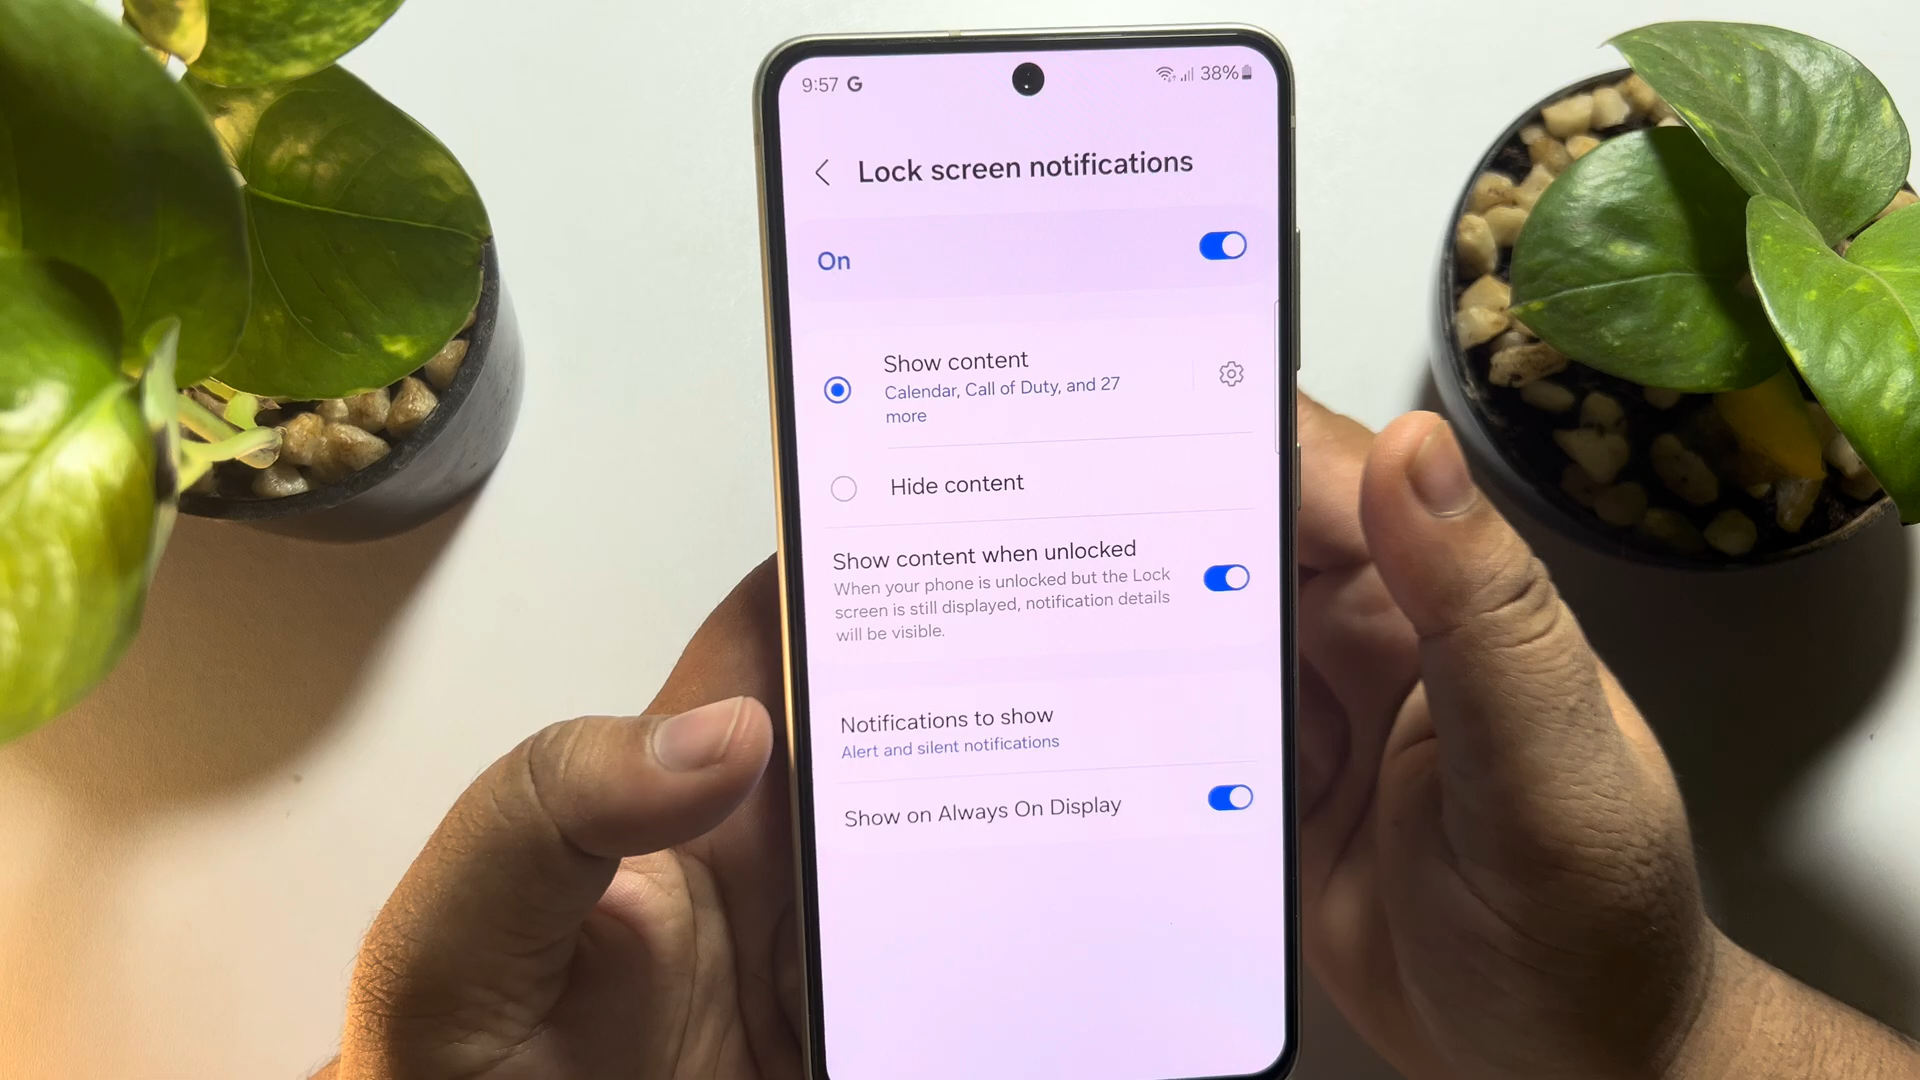 9:57 G 38%
Lock screen notifications
On
Show content
Calendar, Call of Duty, and 27
more
Hide content
Show content when unlocked
When your phone is unlocked but the Lock
screen is still displayed, notification details
will be visible.
Notifications to show
Alert and silent notifications
Show on Always On Display